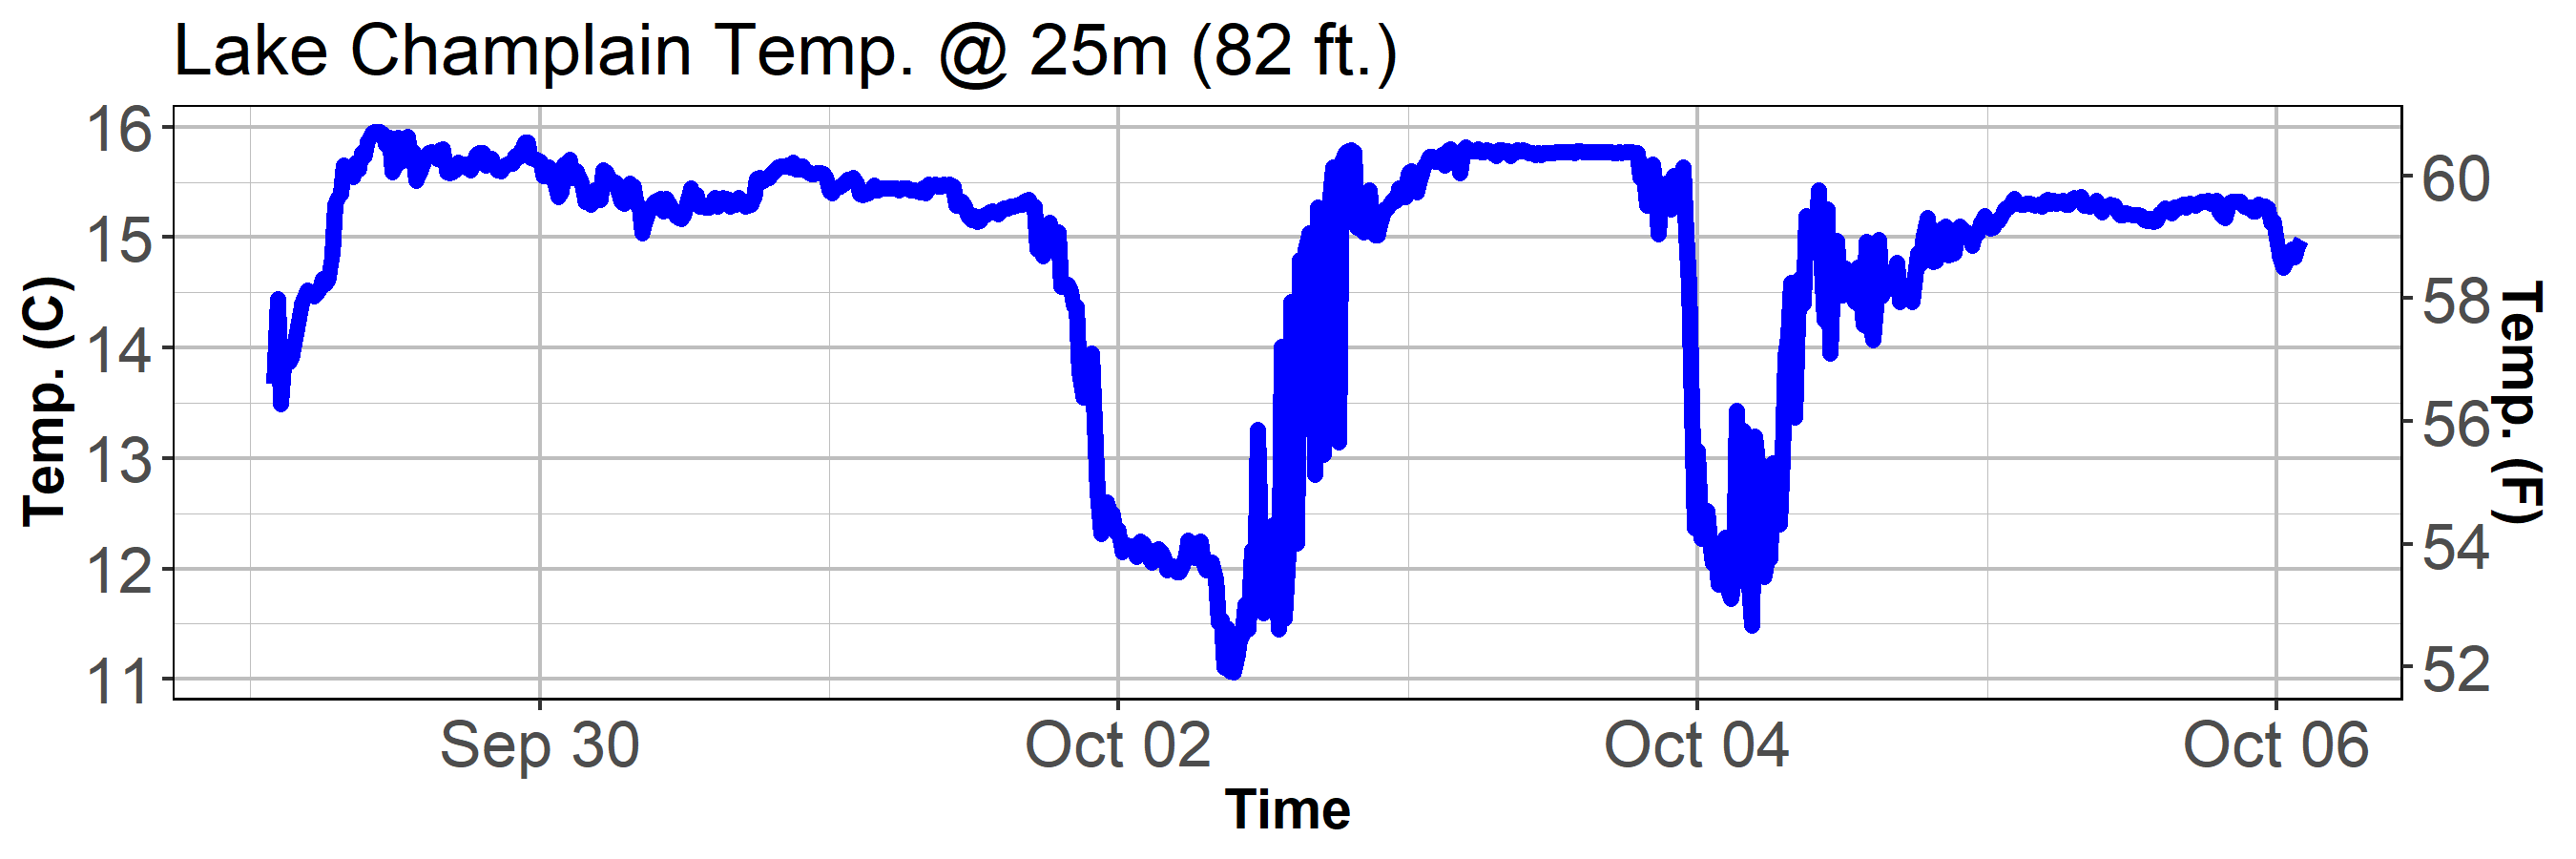 Lake Champlain Temp. @ 25m (82 ft.)
Temp. (C)
16
15
14
13
12
11
60
58
56
54
52
Temp. (F)
Sep 30
Oct 02
Oct 04
Oct 06
Time